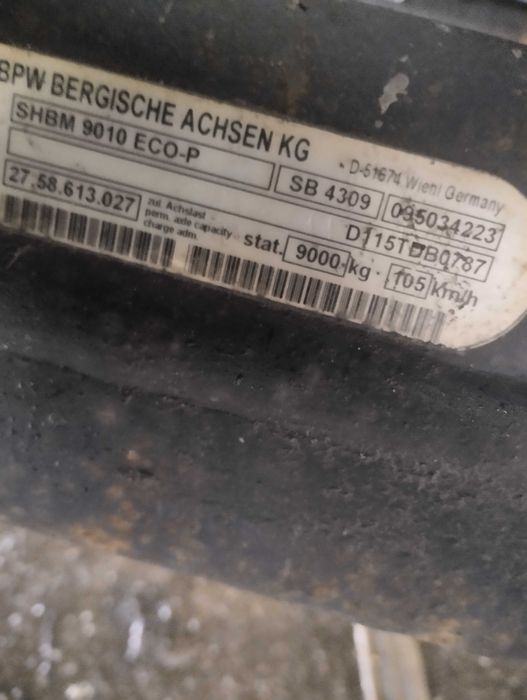 BPW BERGISCHE ACHSEN KG · D-51674 Wiehl Germany
SHBM 9010 ECO-P SB 4309 095034223
D115TDB0787
27.58.613.027 zul. Achslast
perm. axle capacity
charge adm. stat. 9000 kg · 105 km/h